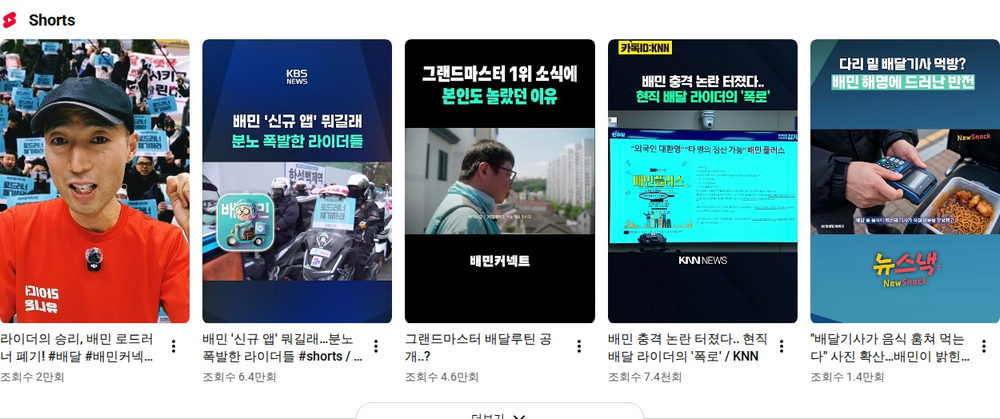 Shorts
KBS
NEWS
배민 '신규 앱' 뭐길래
분노 폭발한 라이더들
그랜드마스터 1위 소식에
본인도 놀랐던 이유
배민커넥트
카톡ID:KNN
배민 충격 논란 터졌다..
현직 배달 라이더의 '폭로'
"외국인 대환영" "타 명의 정산 가능" 배민 플러스
배민플러스
KNN NEWS
다리 밑 배달기사 먹방?
배민 해명에 드러난 반전
NewSnack
뉴스낵
NewSnack
라이더의 승리, 배민 로드러
너 폐기! #배달 #배민커넥...
조회수 2만회
배민 '신규 앱' 뭐길래…분노
폭발한 라이더들 #shorts / ...
조회수 6.4만회
그랜드마스터 배달루틴 공
개..?
조회수 4.6만회
배민 충격 논란 터졌다.. 현직
배달 라이더의 '폭로' / KNN
조회수 7.4천회
"배달기사가 음식 훔쳐 먹는
다" 사진 확산…배민이 밝힌...
조회수 1.4만회